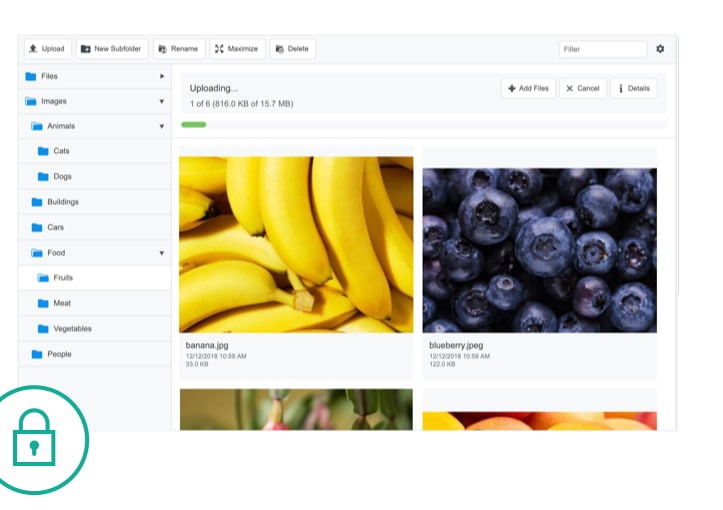 Upload
New Subfolder
Rename
Maximize
Delete
Filter
Files
Images
Animals
Cats
Dogs
Buildings
Cars
Food
Fruits
Meat
Vegetables
People
Uploading...
1 of 6 (816.0 KB of 15.7 MB)
Add Files
Cancel
Details
banana.jpg
12/12/2018 10:59 AM
33.0 KB
blueberry.jpeg
12/12/2018 10:59 AM
122.0 KB